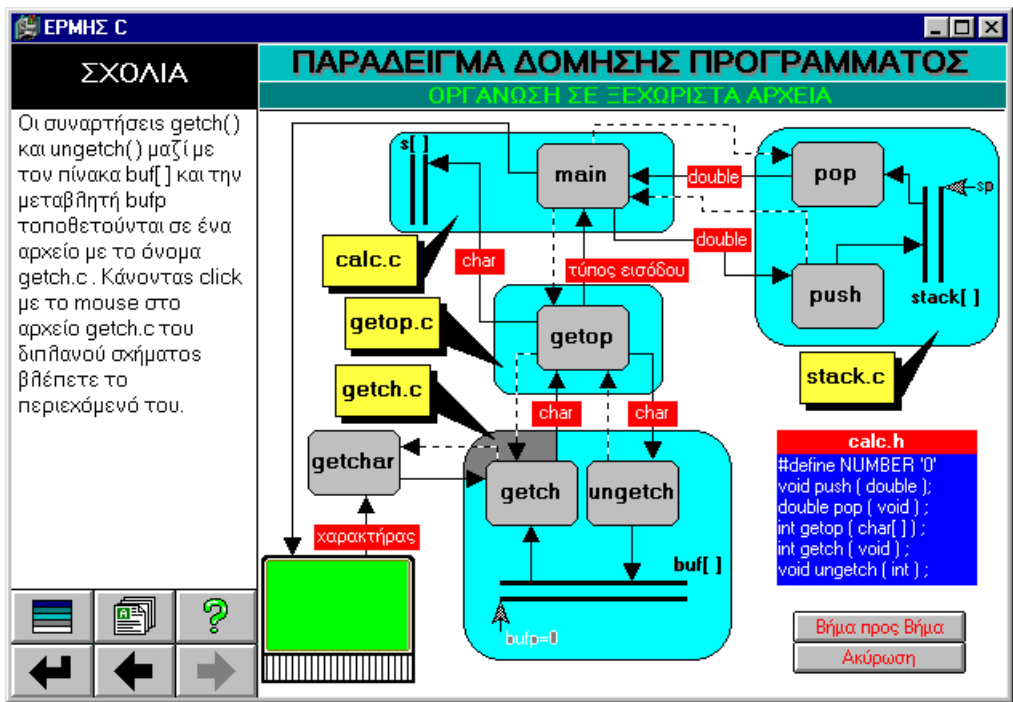 ΕΡΜΗΣ C
ΣΧΟΛΙΑ
Οι συναρτήσεις getch()
και ungetch() μαζί με
τον πίνακα buf[ ] και την
μεταβλητή bufp
τοποθετούνται σε ένα
αρχείο με το όνομα
getch.c . Κάνοντας click
με το mouse στο
αρχείο getch.c του
διπλανού σχήματος
βλέπετε το
περιεχόμενό του.
ΠΑΡΑΔΕΙΓΜΑ ΔΟΜΗΣΗΣ ΠΡΟΓΡΑΜΜΑΤΟΣ
ΟΡΓΑΝΩΣΗ ΣΕ ΞΕΧΩΡΙΣΤΑ ΑΡΧΕΙΑ
s[ ]
main
double
pop
sp
double
calc.c
char
τύπος εισόδου
push
stack[ ]
getop.c
getop
stack.c
getch.c
char
char
getchar
getch
ungetch
χαρακτήρας
buf[ ]
bufp=0
calc.h
#define NUMBER '0'
void push ( double );
double pop ( void ) ;
int getop ( char[ ] ) ;
int getch ( void ) ;
void ungetch ( int ) ;
Βήμα προς Βήμα
Ακύρωση